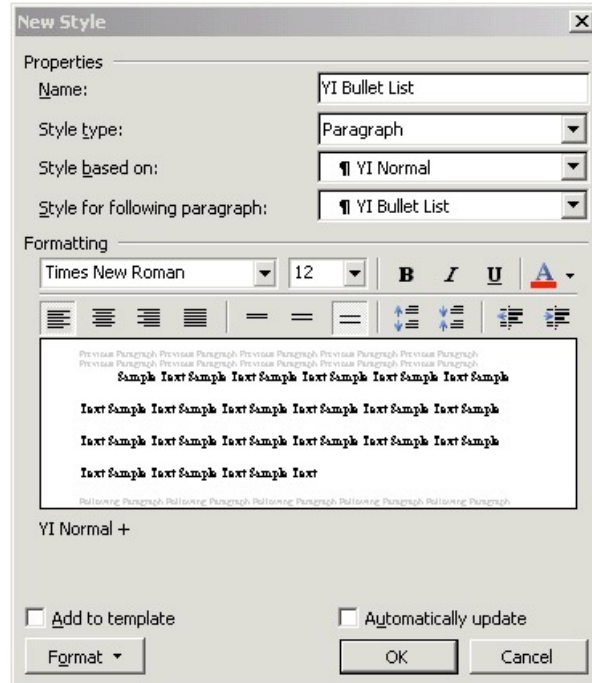 New Style
Properties
Name: YI Bullet List
Style type: Paragraph
Style based on: ¶ YI Normal
Style for following paragraph: ¶ YI Bullet List
Formatting
Times New Roman 12 B I U A
Previous Paragraph Previous Paragraph Previous Paragraph Previous Paragraph Previous Paragraph
Previous Paragraph Previous Paragraph Previous Paragraph Previous Paragraph Previous Paragraph
Sample Text Sample Text Sample Text Sample Text Sample Text Sample
Text Sample Text Sample Text Sample Text Sample Text Sample
Text Sample Text Sample Text Sample Text Sample Text Sample
Text Sample Text Sample Text Sample Text
Following Paragraph Following Paragraph Following Paragraph Following Paragraph Following Paragraph
YI Normal +
Add to template Automatically update
Format OK Cancel